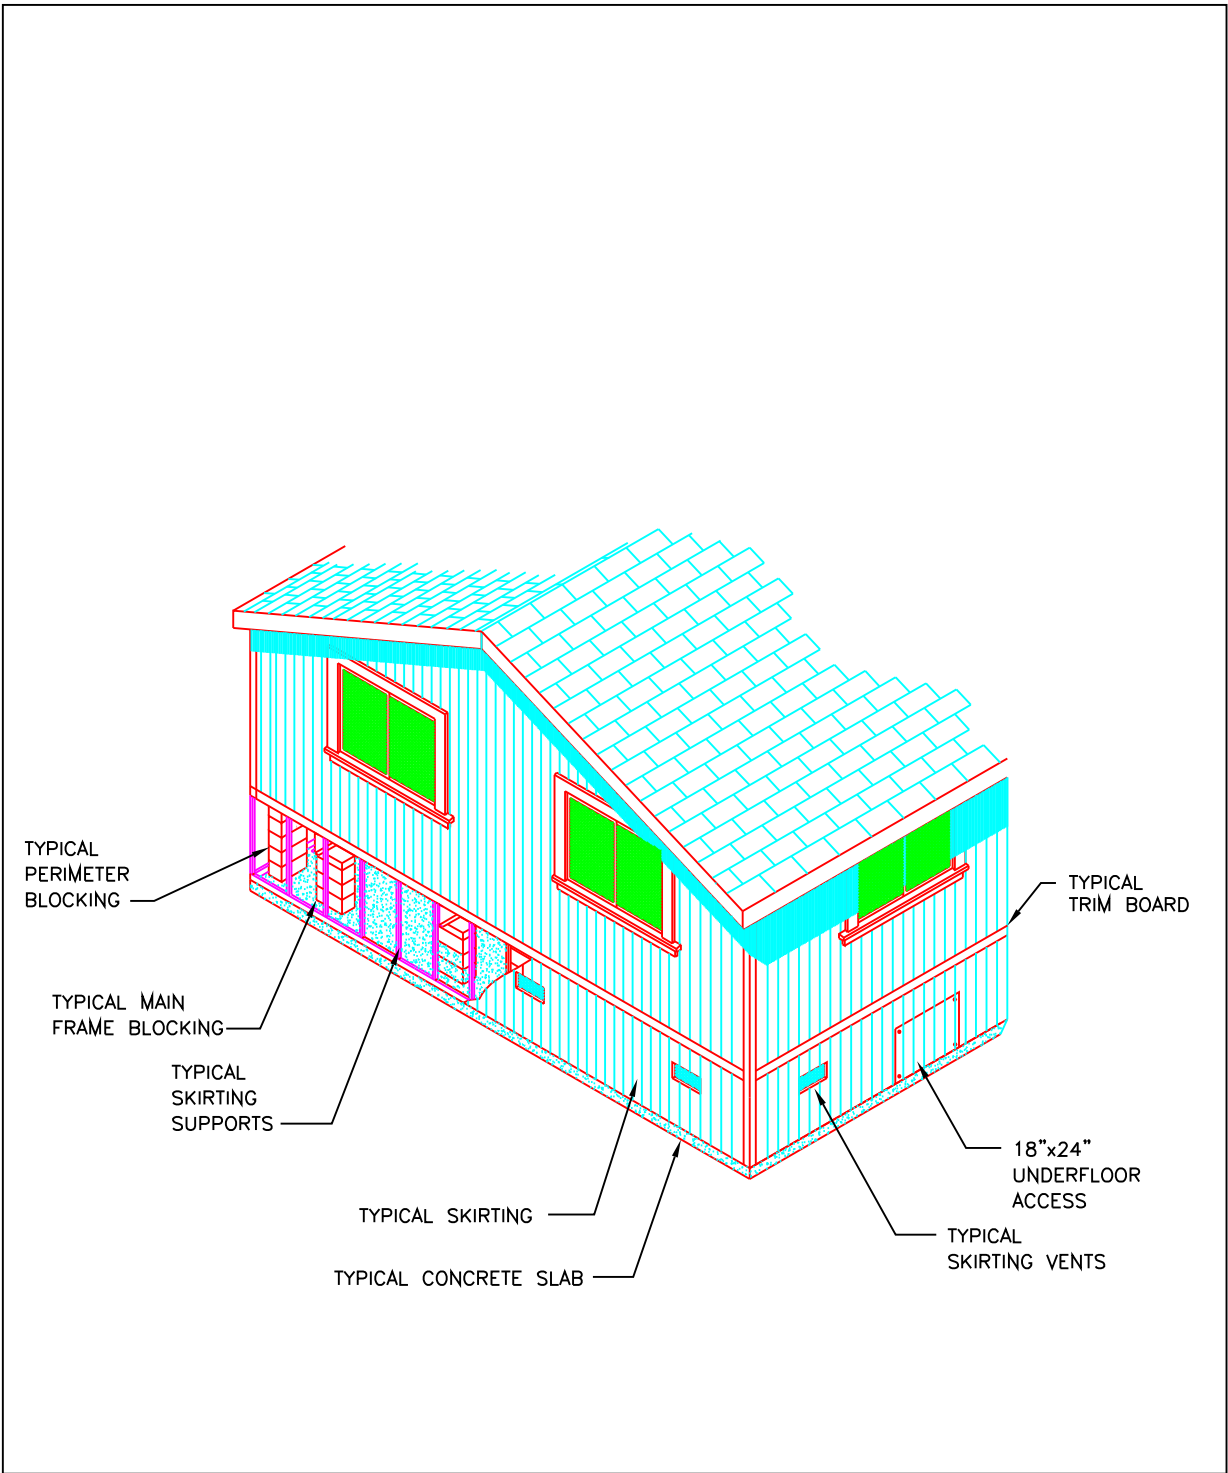 TYPICAL
PERIMETER
BLOCKING
TYPICAL
TRIM BOARD
TYPICAL MAIN
FRAME BLOCKING
TYPICAL
SKIRTING
SUPPORTS
18"x24"
UNDERFLOOR
ACCESS
TYPICAL SKIRTING
TYPICAL
SKIRTING VENTS
TYPICAL CONCRETE SLAB